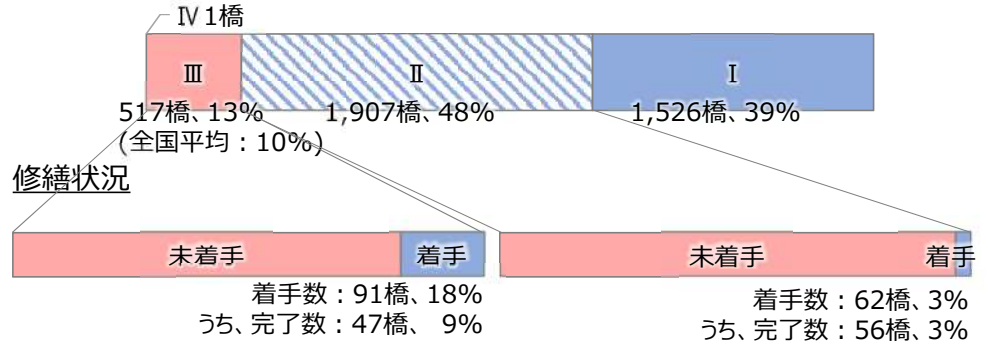 Ⅳ 1橋
Ⅲ Ⅱ Ⅰ
517橋、13% 1,907橋、48% 1,526橋、39%
(全国平均：10%)
修繕状況
未着手 着手 未着手 着手
着手数：91橋、18%
うち、完了数：47橋、 9%
着手数：62橋、3%
うち、完了数：56橋、3%